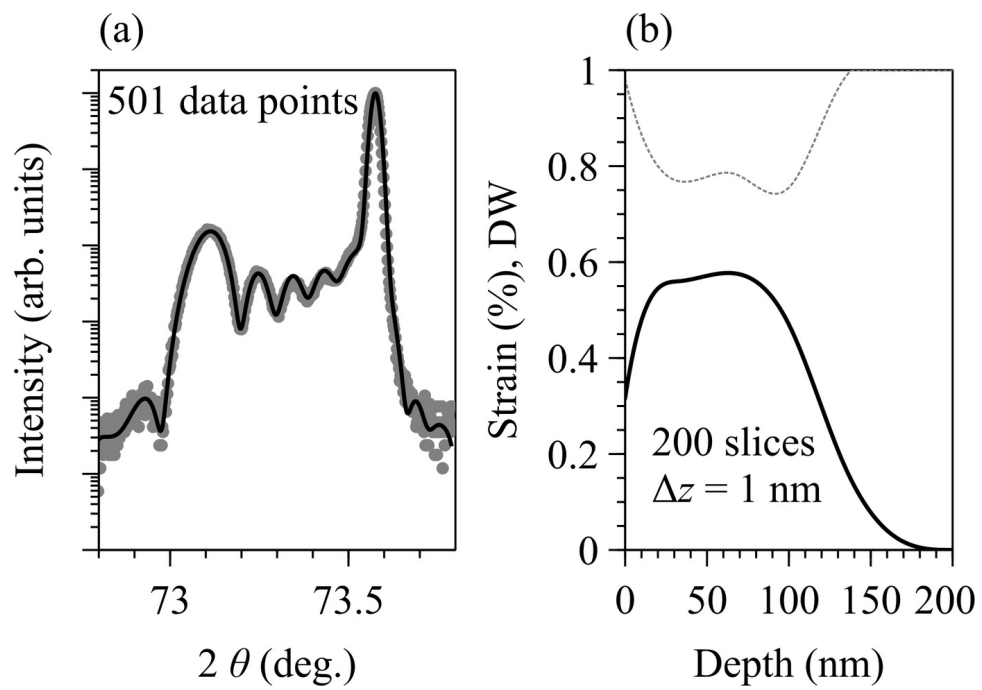 (a)
501 data points
Intensity (arb. units)
73
73.5
2 θ (deg.)
(b)
1
0.8
0.6
0.4
0.2
0
Strain (%), DW
200 slices
Δz = 1 nm
0
50
100
150
200
Depth (nm)